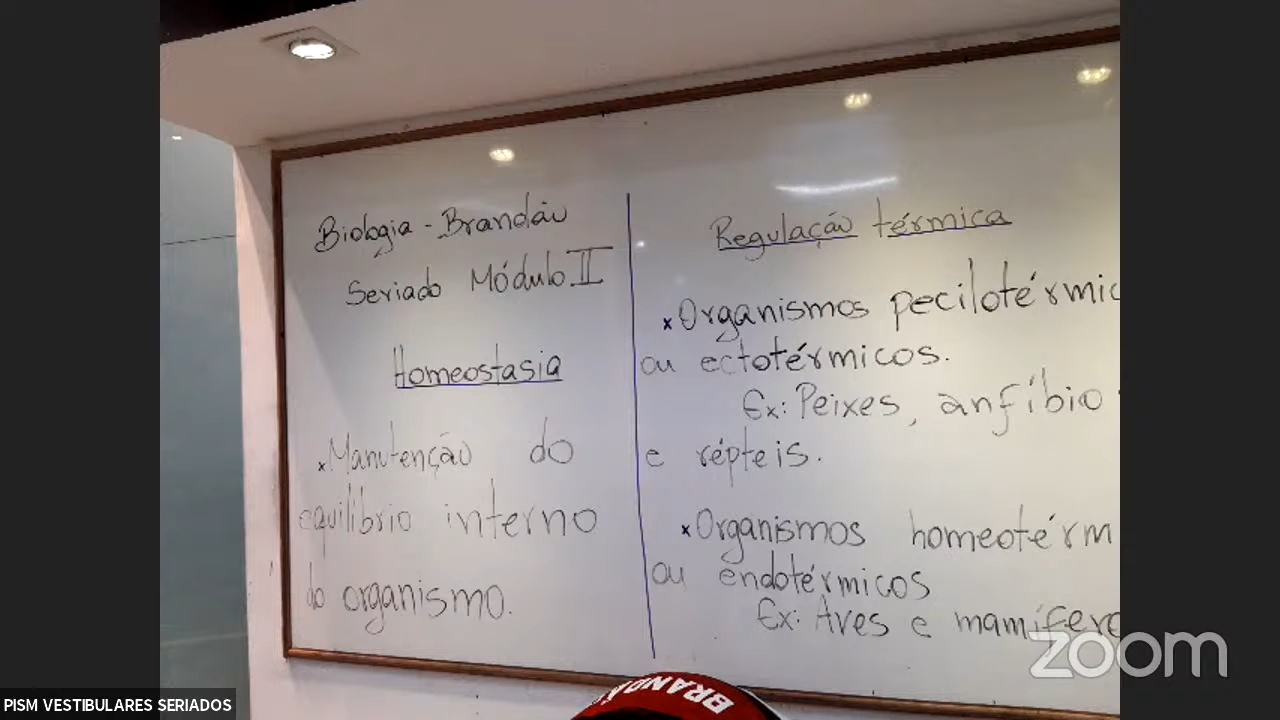 Biologia - Brandão
Seriado Módulo II
Homeostasia
x Manutenção do
equilíbrio interno
do organismo.
Regulação térmica
x Organismos pecilotérmic
ou ectotérmicos.
Ex: Peixes, anfíbio
e répteis.
x Organismos homeotérm
ou endotérmicos
Ex: Aves e mamífero
BRANDÃ
zoom
PISM VESTIBULARES SERIADOS